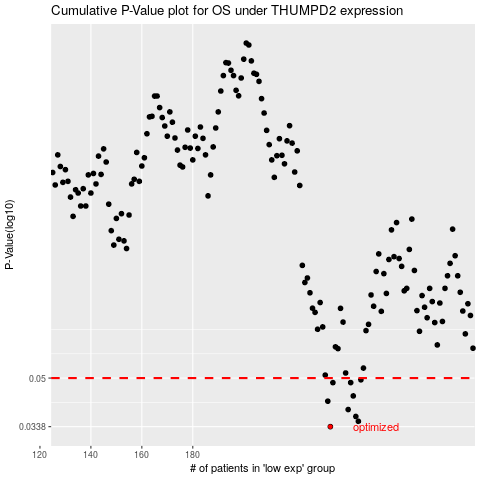 Cumulative P-Value plot for OS under THUMPD2 expression
P-Value(log10)
0.05
0.0338
optimized
120 140 160 180
# of patients in 'low exp' group